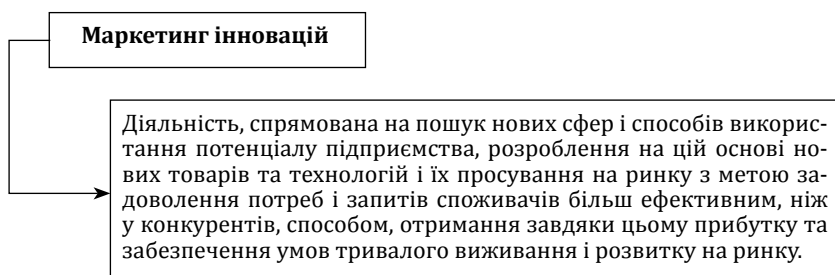 Маркетинг інновацій
Діяльність, спрямована на пошук нових сфер і способів викорис-
тання потенціалу підприємства, розроблення на цій основі но-
вих товарів та технологій і їх просування на ринку з метою за-
доволення потреб і запитів споживачів більш ефективним, ніж
у конкурентів, способом, отримання завдяки цьому прибутку та
забезпечення умов тривалого виживання і розвитку на ринку.